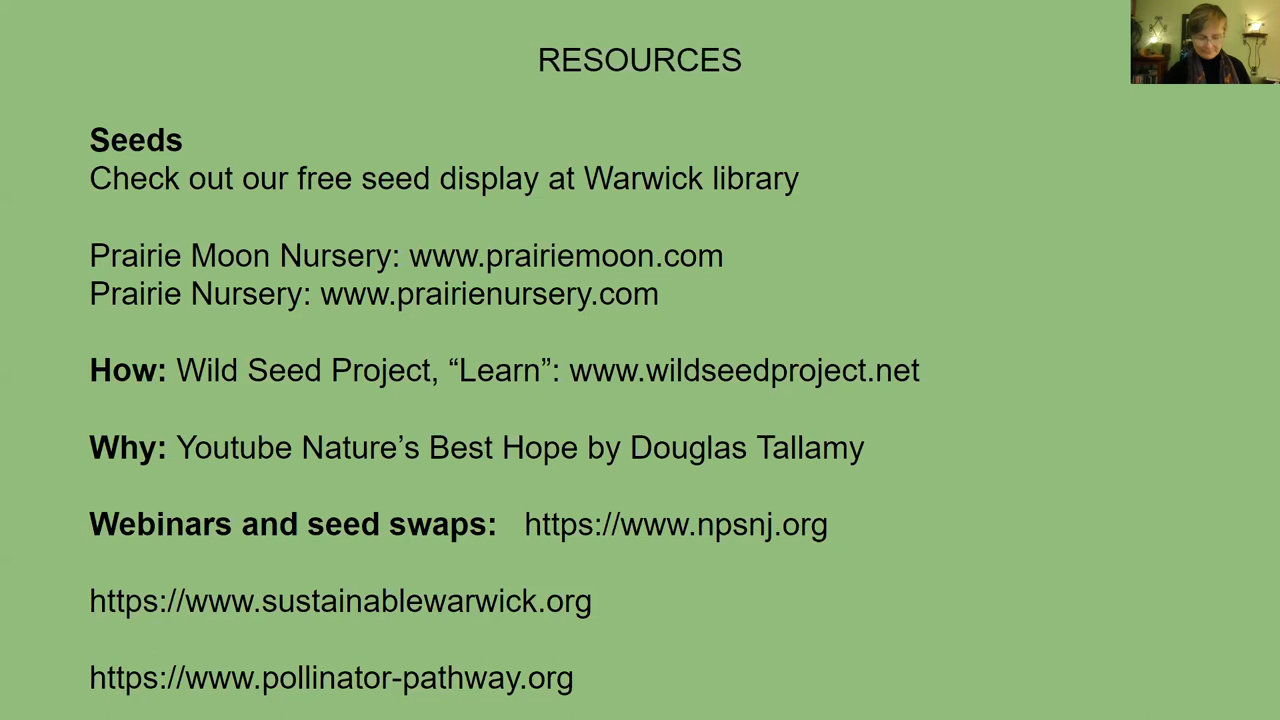 RESOURCES
Seeds
Check out our free seed display at Warwick library
Prairie Moon Nursery: www.prairiemoon.com
Prairie Nursery: www.prairienursery.com
How: Wild Seed Project, “Learn”: www.wildseedproject.net
Why: Youtube Nature’s Best Hope by Douglas Tallamy
Webinars and seed swaps: https://www.npsnj.org
https://www.sustainablewarwick.org
https://www.pollinator-pathway.org